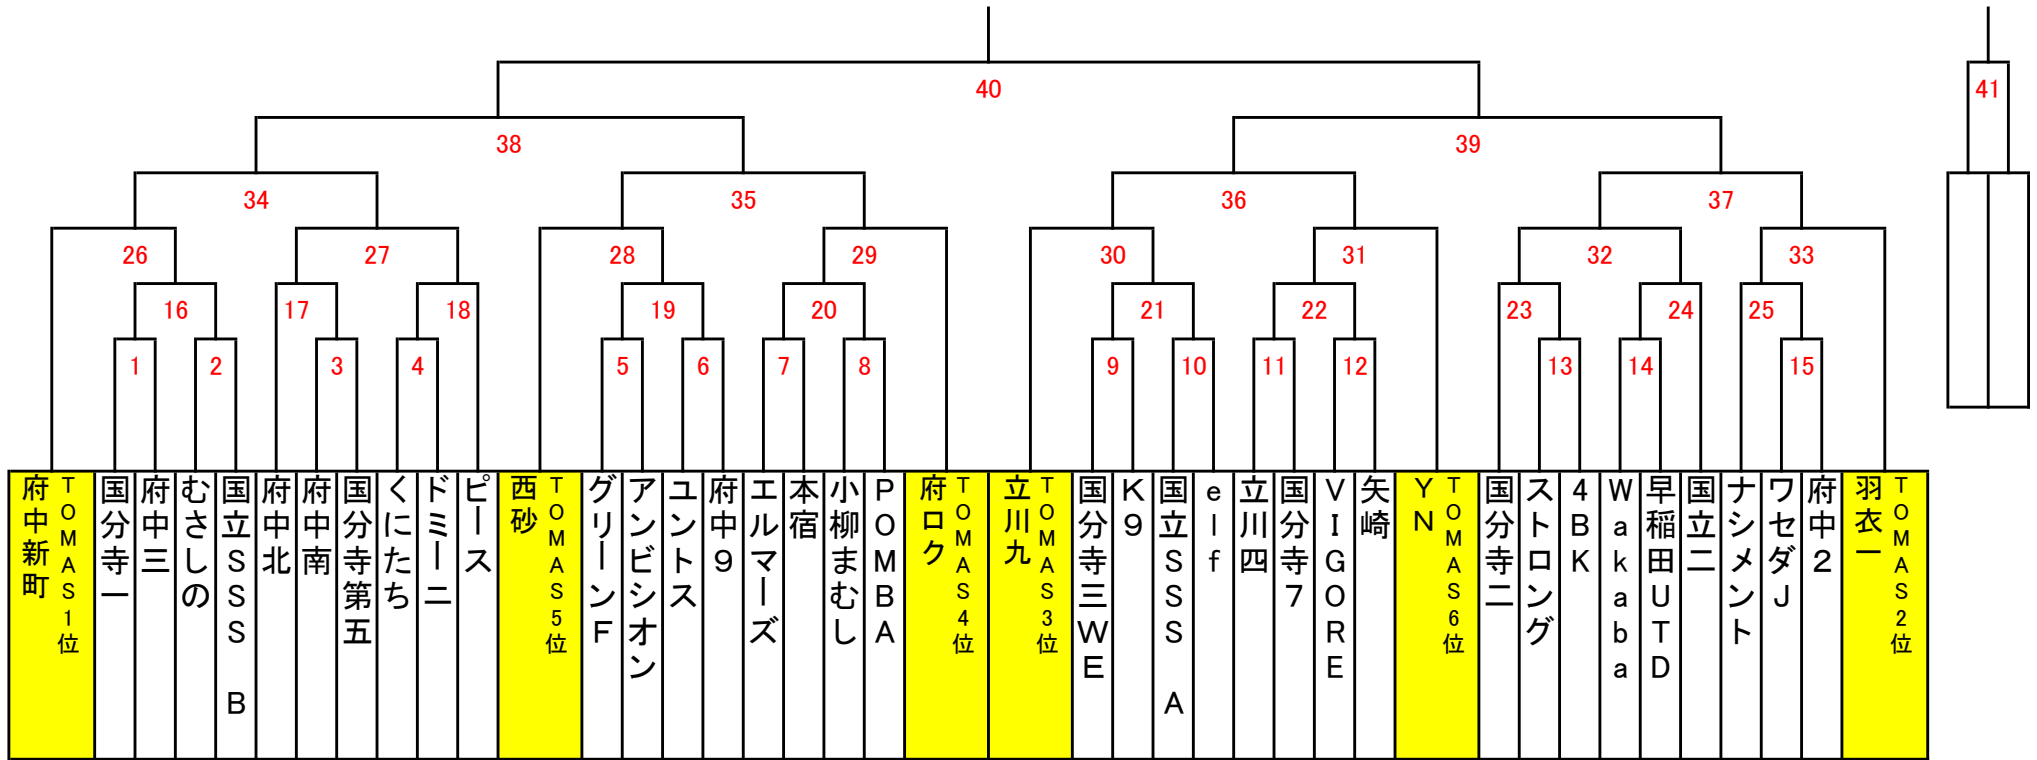 40
41
38
39
34
35
36
37
26
27
28
29
30
31
32
33
16
17
18
19
20
21
22
23
24
25
1
2
3
4
5
6
7
8
9
10
11
12
13
14
15
府中新町
TOMAS1位
国分寺一
府中三
むさしの
国立SSS B
府中北
府中南
国分寺第五
くにたち
ドミーニ
ピース
西砂
TOMAS5位
グリーンF
アンビシオン
ユントス
府中9
エルマーズ
本宿
小柳まむし
POMBA
府ロク
TOMAS4位
立川九
TOMAS3位
国分寺三WE
K9
国立SSS A
elf
立川四
国分寺7
VIGORE
矢崎
YN
TOMAS6位
国分寺二
ストロング
4BK
Wakaba
早稲田UTD
国立二
ナシメント
ワセダJ
府中2
羽衣一
TOMAS2位